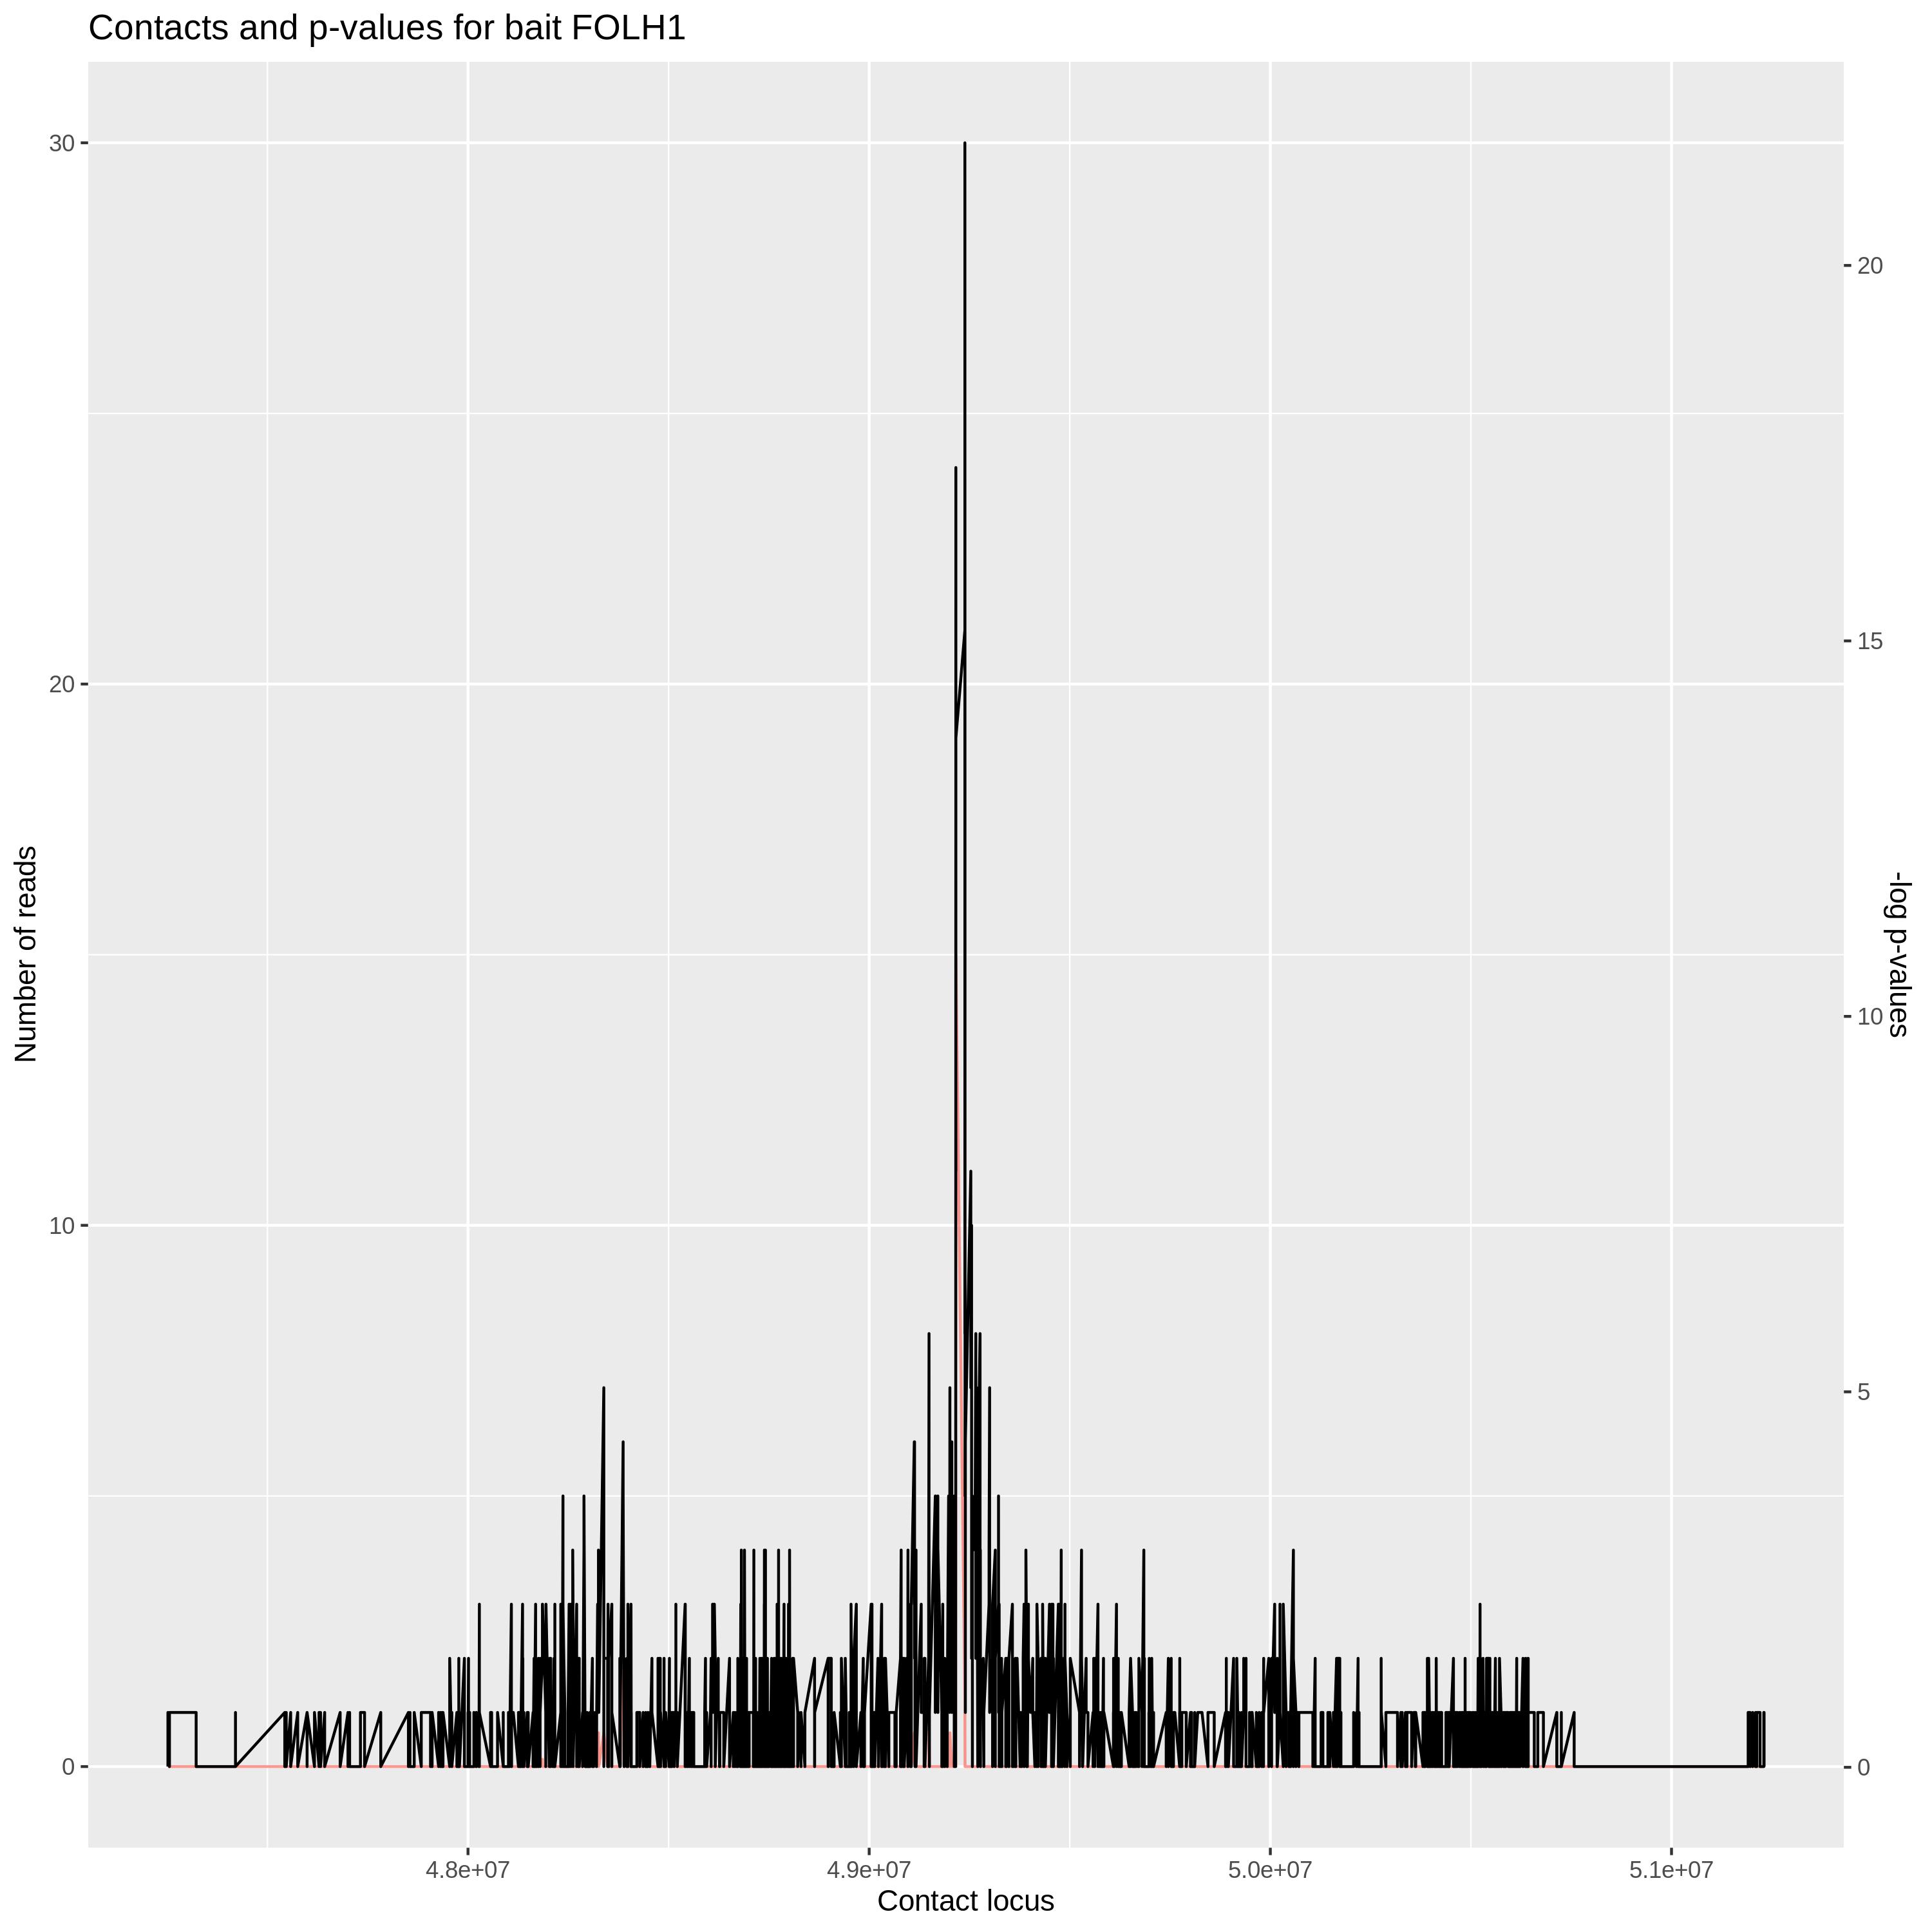 Contacts and p-values for bait FOLH1
30
20
10
0
Number of reads
20
15
10
5
0
-log p-values
4.8e+07 4.9e+07 5.0e+07 5.1e+07
Contact locus